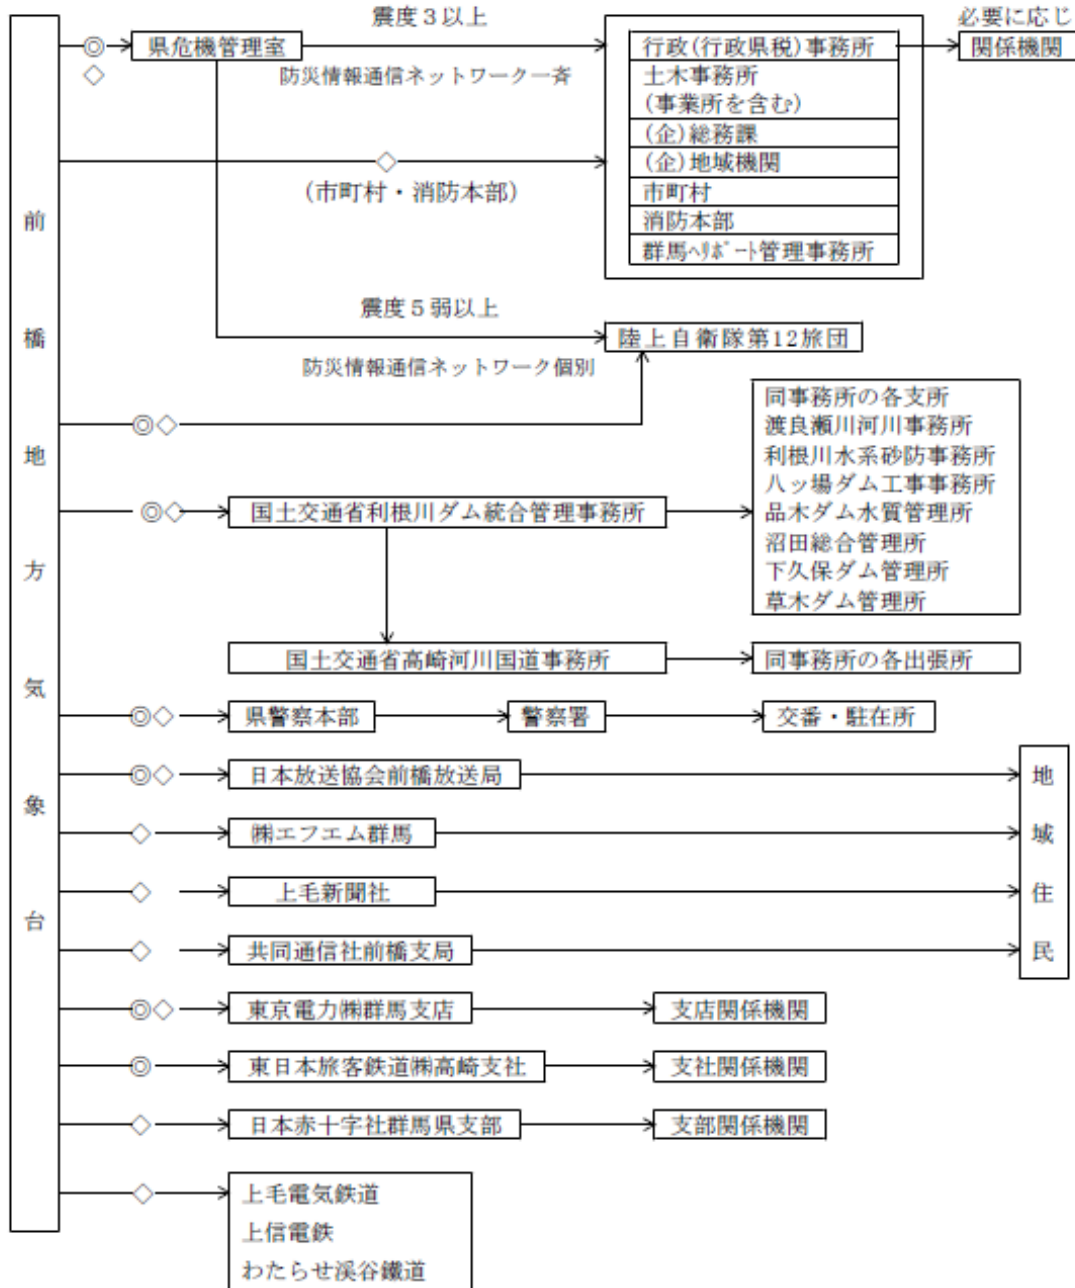 震度３以上
必要に応じ
◎
県危機管理室
行政(行政県税)事務所
関係機関
◇
防災情報通信ネットワーク一斉
土木事務所
(事業所を含む)
(企)総務課
◇
(企)地域機関
(市町村・消防本部)
市町村
消防本部
群馬ヘリポート管理事務所
前橋地方気象台
震度５弱以上
陸上自衛隊第12旅団
防災情報通信ネットワーク個別
◎◇
同事務所の各支所
渡良瀬川河川事務所
利根川水系砂防事務所
八ッ場ダム工事事務所
品木ダム水質管理所
沼田総合管理所
下久保ダム管理所
草木ダム管理所
◎◇
国土交通省利根川ダム統合管理事務所
国土交通省高崎河川国道事務所
同事務所の各出張所
◎◇
県警察本部
警察署
交番・駐在所
◎◇
日本放送協会前橋放送局
地域住民
◇
㈱エフエム群馬
◇
上毛新聞社
◇
共同通信社前橋支局
◎◇
東京電力㈱群馬支店
支店関係機関
◎
東日本旅客鉄道㈱高崎支社
支社関係機関
◇
日本赤十字社群馬県支部
支部関係機関
◇
上毛電気鉄道
上信電鉄
わたらせ渓谷鐵道